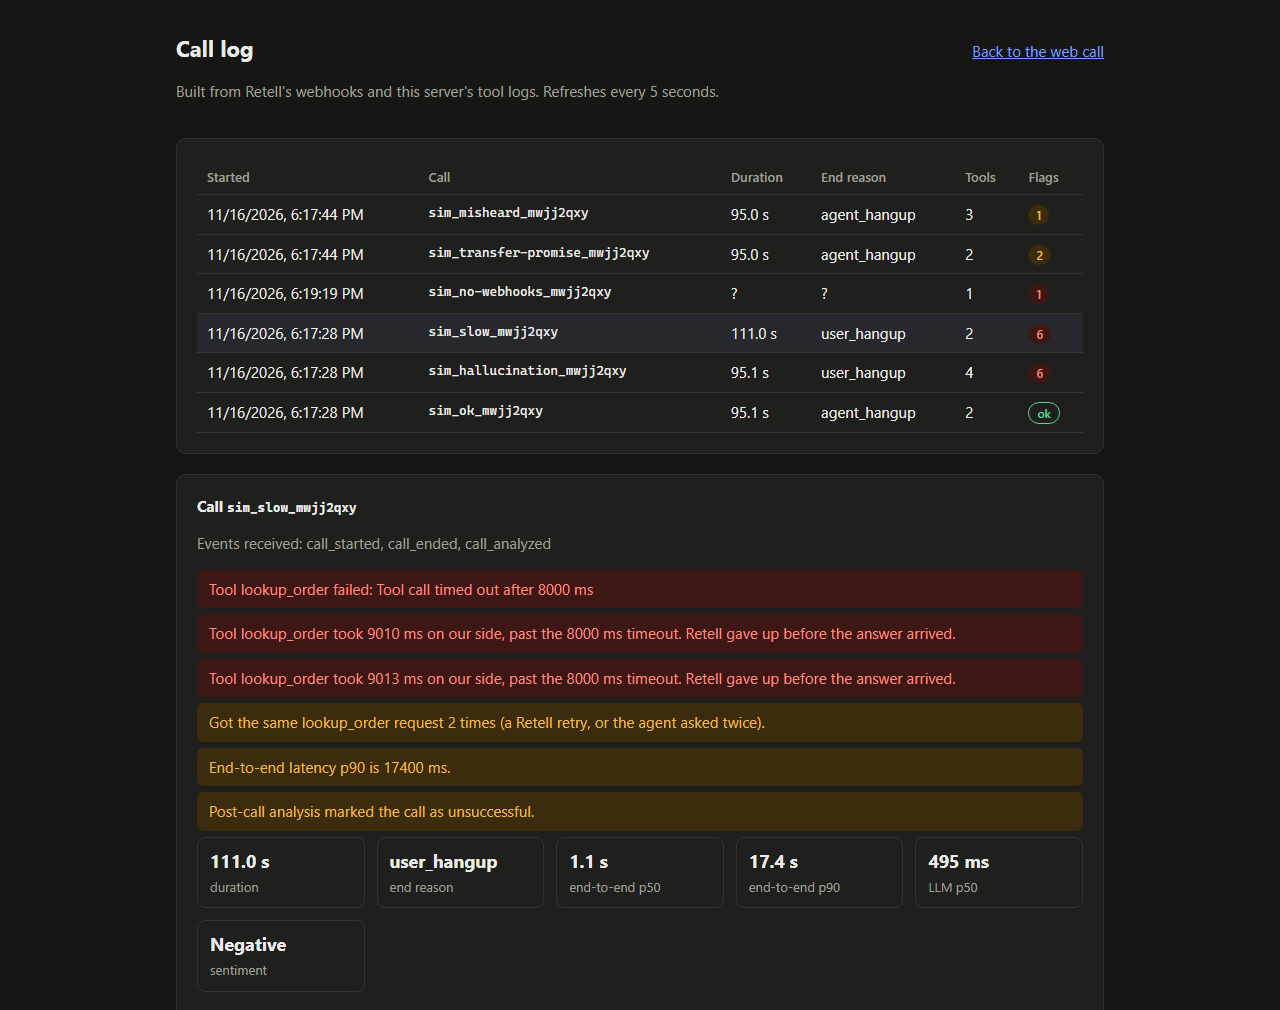 Call log
Back to the web call
Built from Retell's webhooks and this server's tool logs. Refreshes every 5 seconds.
Started Call Duration End reason Tools Flags
11/16/2026, 6:17:44 PM sim_misheard_mwjj2qxy 95.0 s agent_hangup 3 1
11/16/2026, 6:17:44 PM sim_transfer-promise_mwjj2qxy 95.0 s agent_hangup 2 2
11/16/2026, 6:19:19 PM sim_no-webhooks_mwjj2qxy ? ? 1 1
11/16/2026, 6:17:28 PM sim_slow_mwjj2qxy 111.0 s user_hangup 2 6
11/16/2026, 6:17:28 PM sim_hallucination_mwjj2qxy 95.1 s user_hangup 4 6
11/16/2026, 6:17:28 PM sim_ok_mwjj2qxy 95.1 s agent_hangup 2 ok
Call sim_slow_mwjj2qxy
Events received: call_started, call_ended, call_analyzed
Tool lookup_order failed: Tool call timed out after 8000 ms
Tool lookup_order took 9010 ms on our side, past the 8000 ms timeout. Retell gave up before the answer arrived.
Tool lookup_order took 9013 ms on our side, past the 8000 ms timeout. Retell gave up before the answer arrived.
Got the same lookup_order request 2 times (a Retell retry, or the agent asked twice).
End-to-end latency p90 is 17400 ms.
Post-call analysis marked the call as unsuccessful.
111.0 s user_hangup 1.1 s 17.4 s 495 ms
duration end reason end-to-end p50 end-to-end p90 LLM p50
Negative
sentiment